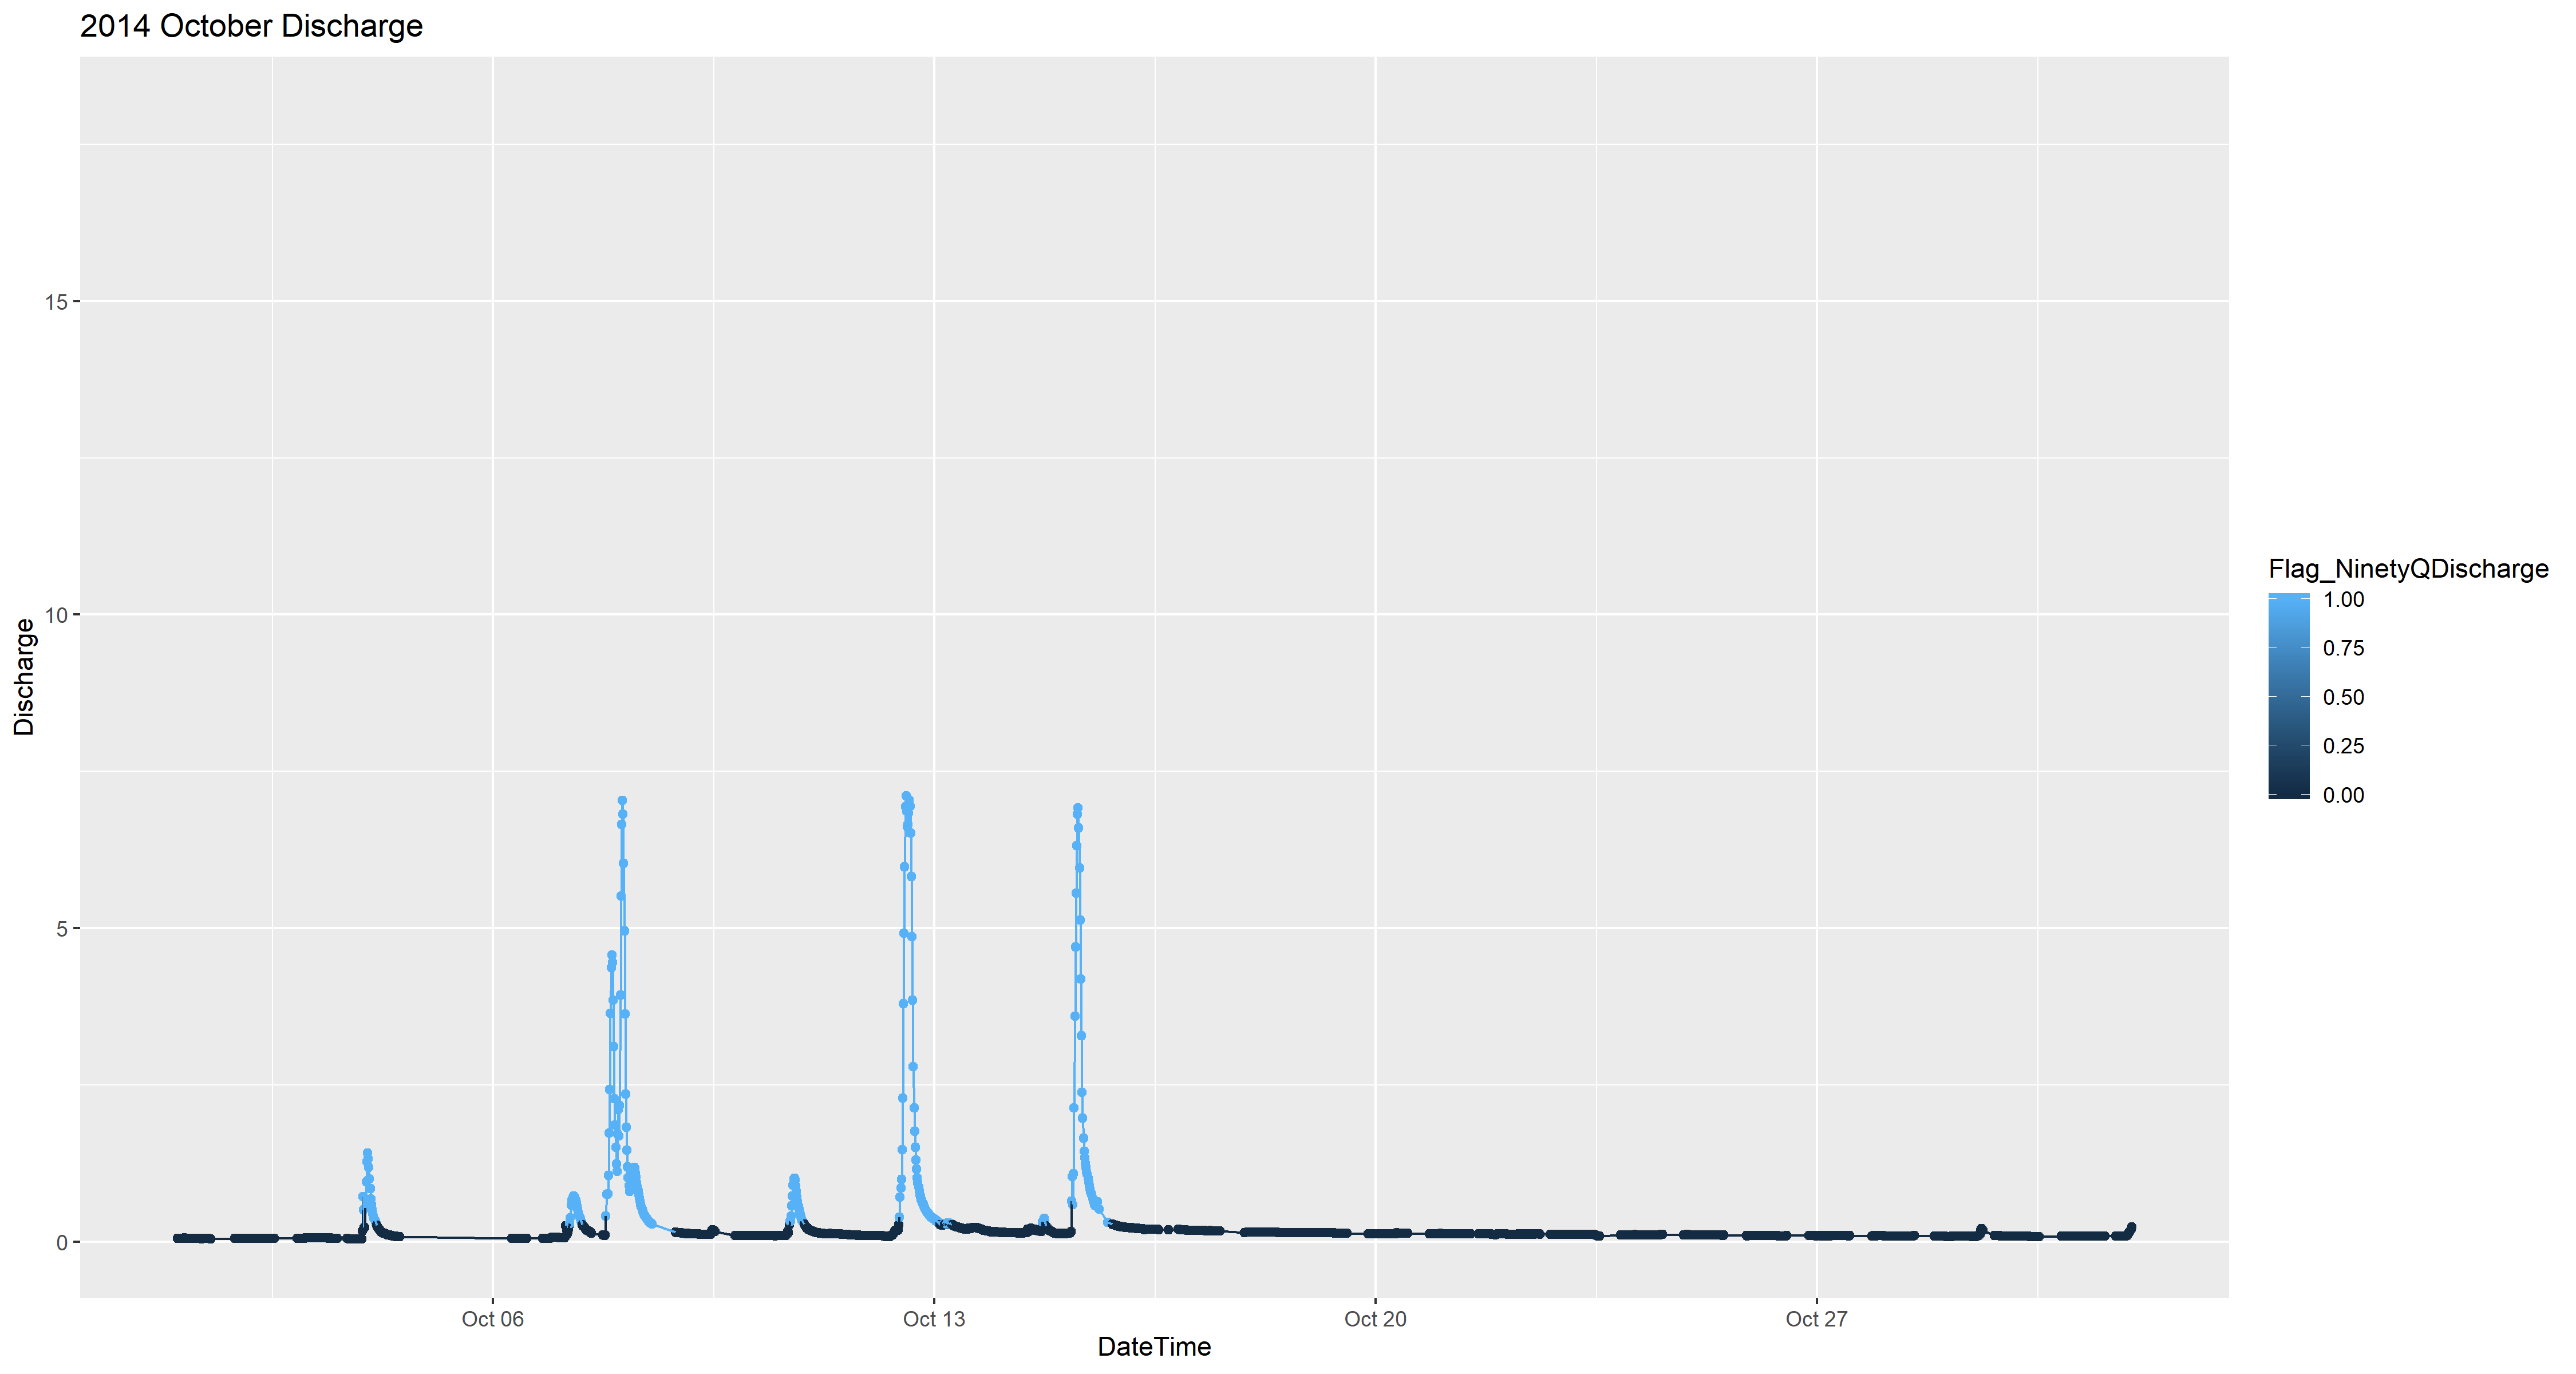 2014 October Discharge
Discharge
15
10
5
0
Oct 06
Oct 13
Oct 20
Oct 27
DateTime
Flag_NinetyQDischarge
1.00
0.75
0.50
0.25
0.00